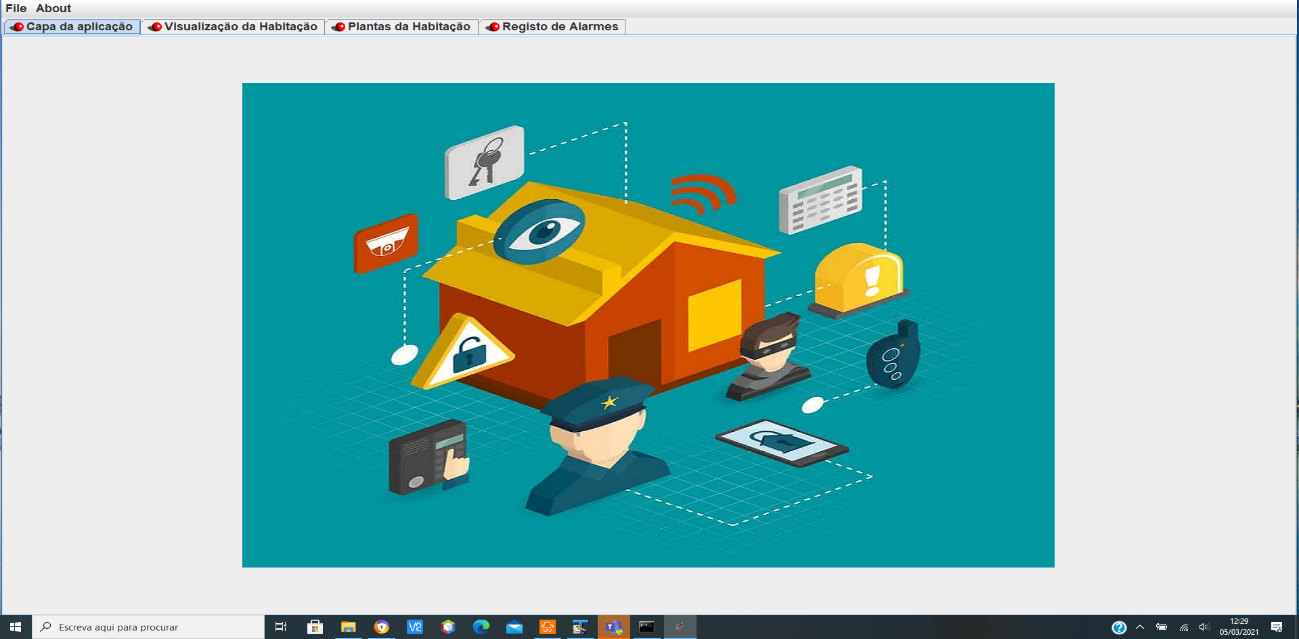 File About
Capa da aplicação Visualização da Habitação Plantas da Habitação Registo de Alarmes
Escreva aqui para procurar
12:29
05/03/2021